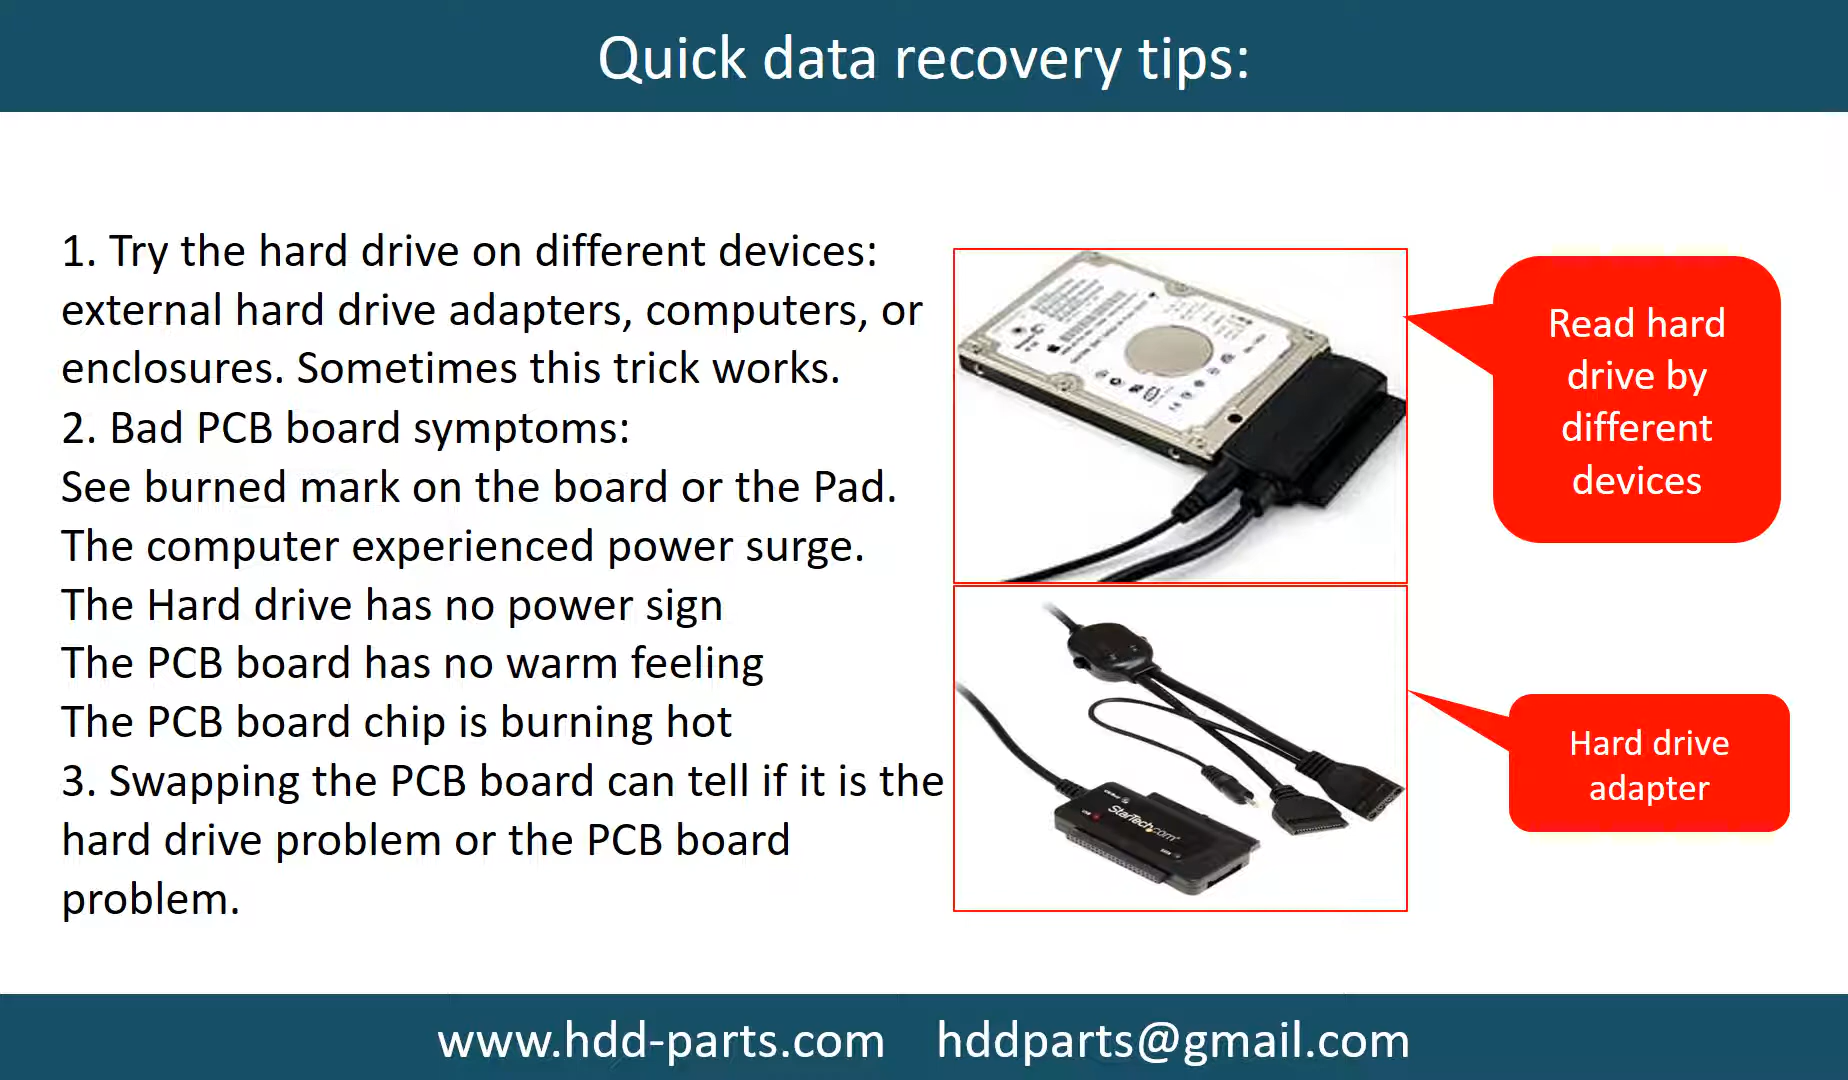 Quick data recovery tips:
1. Try the hard drive on different devices:
external hard drive adapters, computers, or
enclosures. Sometimes this trick works.
2. Bad PCB board symptoms:
See burned mark on the board or the Pad.
The computer experienced power surge.
The Hard drive has no power sign
The PCB board has no warm feeling
The PCB board chip is burning hot
3. Swapping the PCB board can tell if it is the
hard drive problem or the PCB board
problem.
Read hard
drive by
different
devices
StarTech.com
Hard drive
adapter
www.hdd-parts.com hddparts@gmail.com